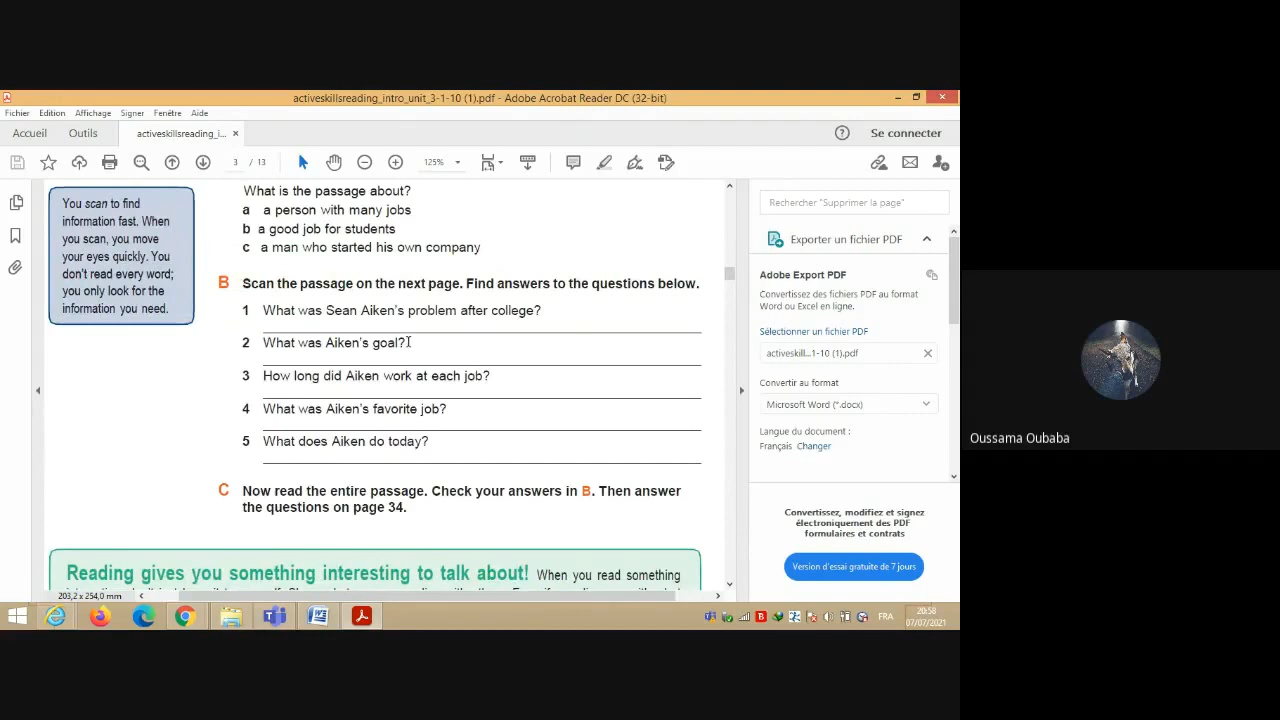 activeskillsreading_intro_unit_3-1-10 (1).pdf - Adobe Acrobat Reader DC (32-bit)
Fichier Edition Affichage Signer Fenêtre Aide
Accueil Outils activeskillsreading_i... × Se connecter
3 / 13 125%
You scan to find
information fast. When
you scan, you move
your eyes quickly. You
don't read every word;
you only look for the
information you need.
What is the passage about?
a a person with many jobs
b a good job for students
c a man who started his own company
B Scan the passage on the next page. Find answers to the questions below.
1 What was Sean Aiken's problem after college?
2 What was Aiken's goal?
3 How long did Aiken work at each job?
4 What was Aiken's favorite job?
5 What does Aiken do today?
C Now read the entire passage. Check your answers in B. Then answer
the questions on page 34.
Reading gives you something interesting to talk about! When you read something
203,2 x 254,0 mm
Rechercher "Supprimer la page"
Exporter un fichier PDF
Adobe Export PDF
Convertissez des fichiers PDF au format
Word ou Excel en ligne.
Sélectionner un fichier PDF
activeskill...1-10 (1).pdf
Convertir au format
Microsoft Word (*.docx)
Langue du document :
Français Changer
Convertissez, modifiez et signez
électroniquement des PDF
formulaires et contrats
Version d'essai gratuite de 7 jours
FRA
20:58
07/07/2021
Oussama Oubaba